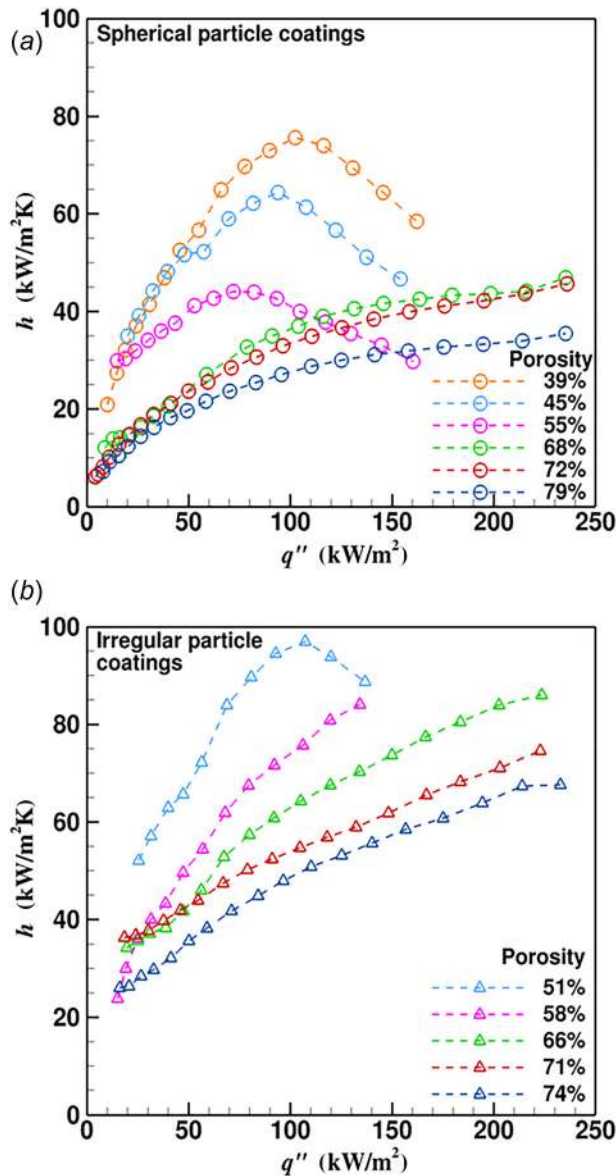 (a)
Spherical particle coatings
100
80
60
40
20
0
h (kW/m²K)
Porosity
39%
45%
55%
68%
72%
79%
0 50 100 150 200 250
q″ (kW/m²)
(b)
Irregular particle
coatings
100
80
60
40
20
0
h (kW/m²K)
Porosity
51%
58%
66%
71%
74%
0 50 100 150 200 250
q″ (kW/m²)